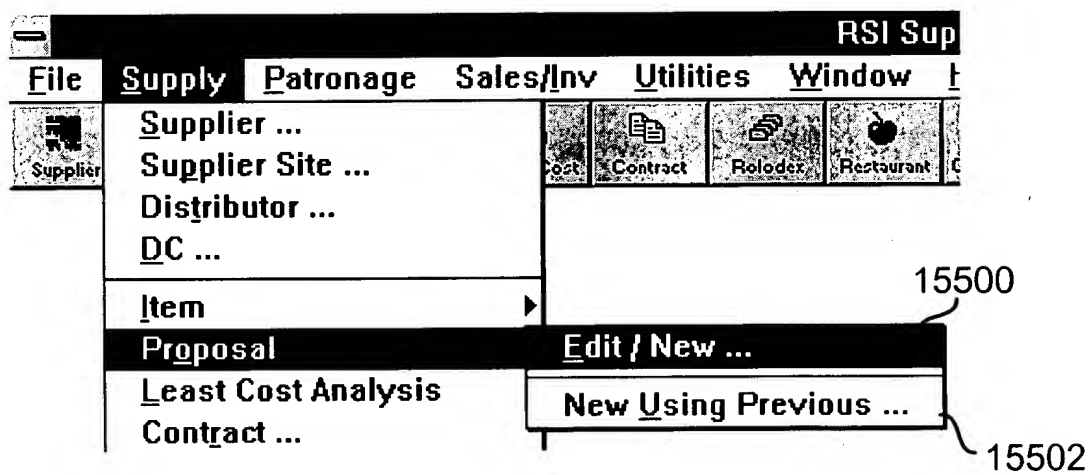 RSI Sup
File Supply Patronage Sales/Inv Utilities Window
Supplier Cost Contract Rolodex Restaurant
Supplier ...
Supplier Site ...
Distributor ...
DC ...
Item
Proposal
Least Cost Analysis
Contract ...
Edit / New ...
New Using Previous ...
15500
15502